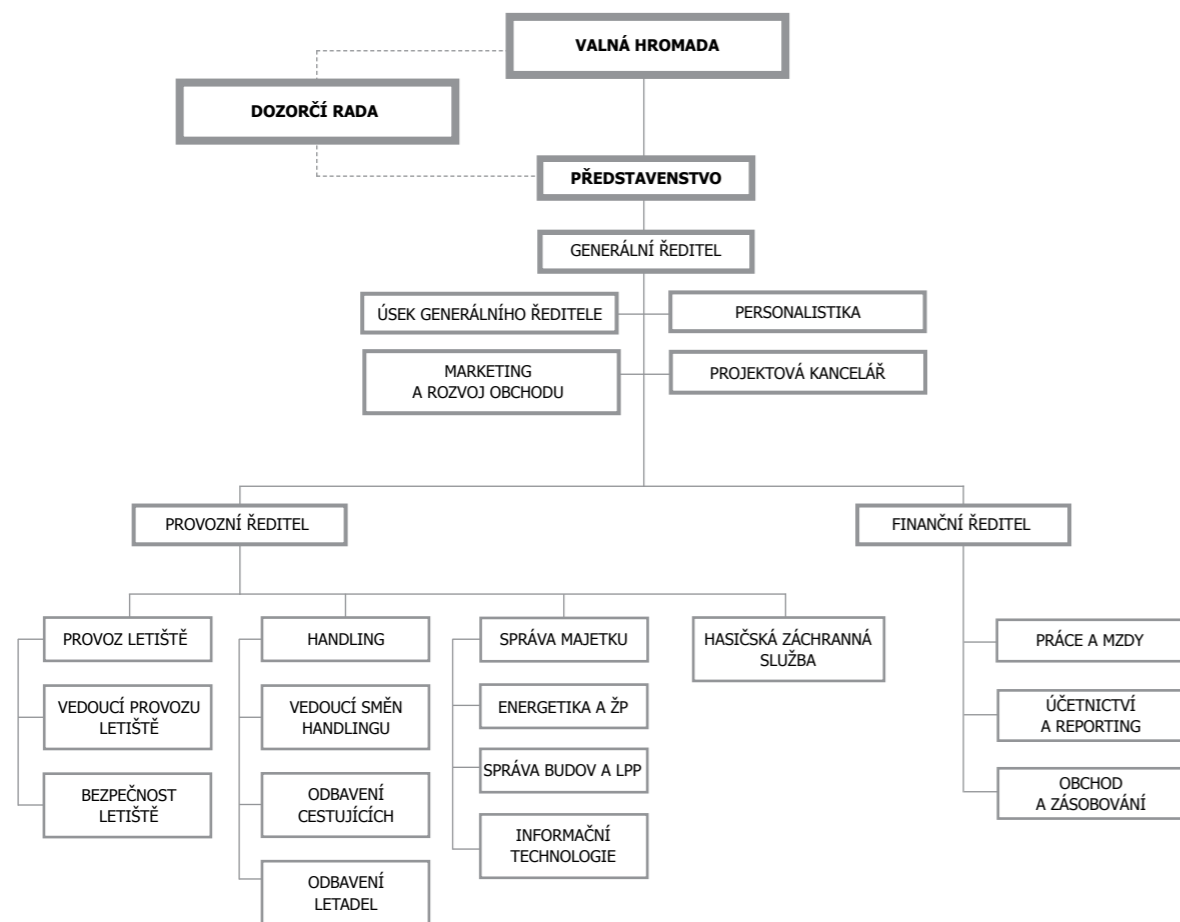 VALNÁ HROMADA
DOZORČÍ RADA
PŘEDSTAVENSTVO
GENERÁLNÍ ŘEDITEL
ÚSEK GENERÁLNÍHO ŘEDITELE
PERSONALISTIKA
MARKETING
A ROZVOJ OBCHODU
PROJEKTOVÁ KANCELÁŘ
PROVOZNÍ ŘEDITEL
FINANČNÍ ŘEDITEL
PROVOZ LETIŠTĚ
VEDOUCÍ PROVOZU
LETIŠTĚ
BEZPEČNOST
LETIŠTĚ
HANDLING
VEDOUCÍ SMĚN
HANDLINGU
ODBAVENÍ
CESTUJÍCÍCH
ODBAVENÍ
LETADEL
SPRÁVA MAJETKU
ENERGETIKA A ŽP
SPRÁVA BUDOV A LPP
INFORMAČNÍ
TECHNOLOGIE
HASIČSKÁ ZÁCHRANNÁ
SLUŽBA
PRÁCE A MZDY
ÚČETNICTVÍ
A REPORTING
OBCHOD
A ZÁSOBOVÁNÍ